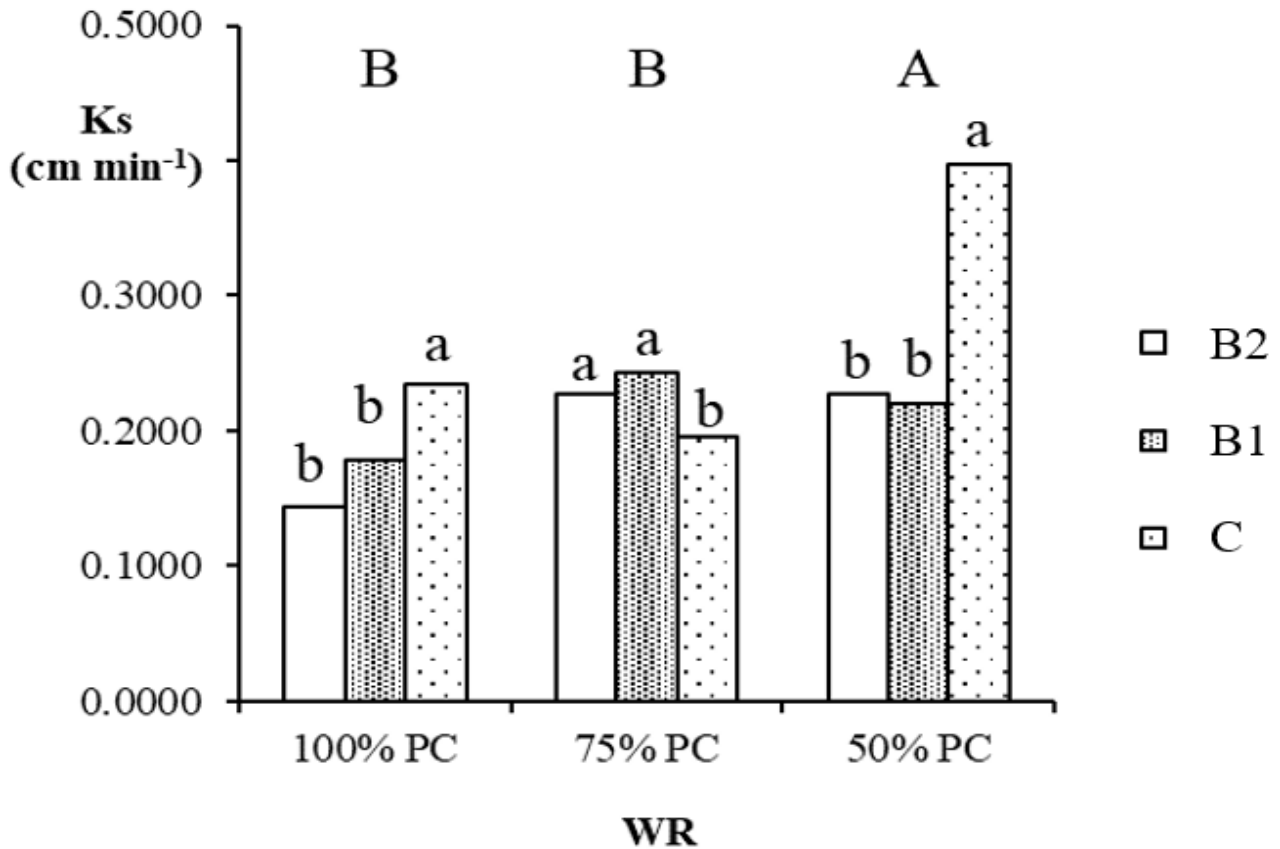 0.5000
B B A
Ks
(cm min⁻¹)
a
0.3000
a a a b b
b b
B2
0.2000
b
B1
0.1000
C
0.0000
100% PC 75% PC 50% PC
WR